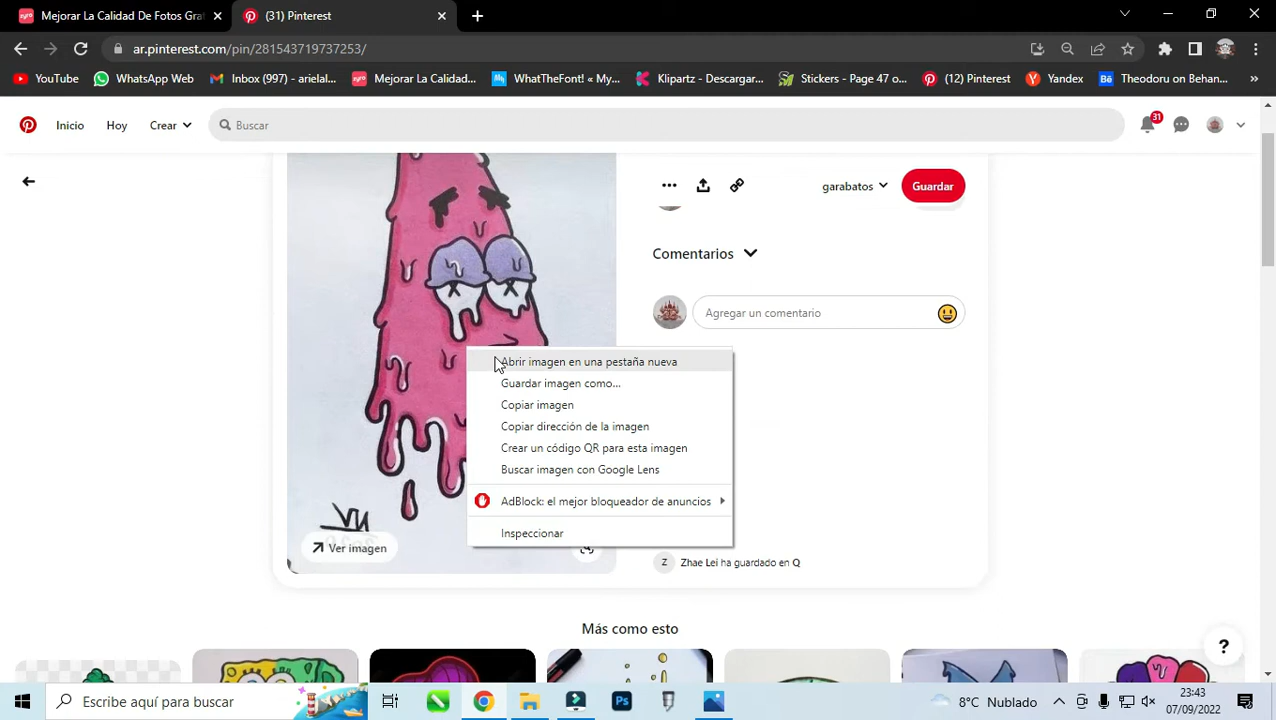 Mejorar La Calidad De Fotos Grat
(31) Pinterest
ar.pinterest.com/pin/281543719737253/
YouTube
WhatsApp Web
Inbox (997) - arielal...
Mejorar La Calidad...
WhatTheFont! « My...
Klipartz - Descargar...
Stickers - Page 47 o...
(12) Pinterest
Yandex
Theodoru on Behan...
»
Inicio
Hoy
Crear
Buscar
31
garabatos
Guardar
Comentarios
Agregar un comentario
Abrir imagen en una pestaña nueva
Guardar imagen como...
Copiar imagen
Copiar dirección de la imagen
Crear un código QR para esta imagen
Buscar imagen con Google Lens
AdBlock: el mejor bloqueador de anuncios
Inspeccionar
Ver imagen
Z
Zhae Lei ha guardado en Q
Más como esto
?
Escribe aquí para buscar
8°C Nublado
23:43
07/09/2022